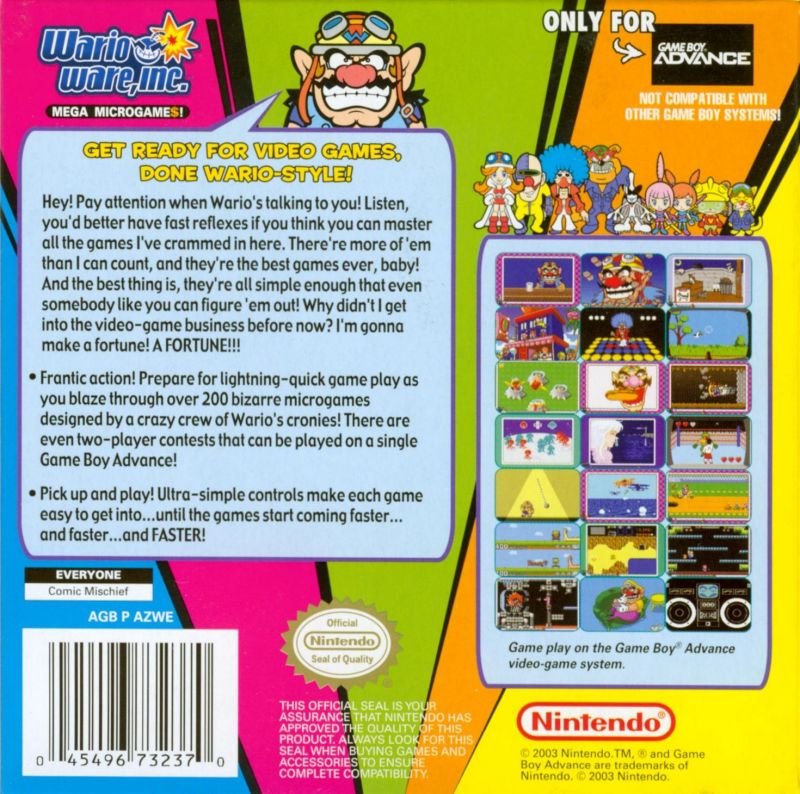 Wario
Ware,Inc.
MEGA MICROGAME$!
ONLY FOR
GAME BOY
ADVANCE
NOT COMPATIBLE WITH
OTHER GAME BOY SYSTEMS!
GET READY FOR VIDEO GAMES,
DONE WARIO-STYLE!
Hey! Pay attention when Wario's talking to you! Listen,
you'd better have fast reflexes if you think you can master
all the games I've crammed in here. There're more of 'em
than I can count, and they're the best games ever, baby!
And the best thing is, they're all simple enough that even
somebody like you can figure 'em out! Why didn't I get
into the video-game business before now? I'm gonna
make a fortune! A FORTUNE!!!
• Frantic action! Prepare for lightning-quick game play as
you blaze through over 200 bizarre microgames
designed by a crazy crew of Wario's cronies! There are
even two-player contests that can be played on a single
Game Boy Advance!
• Pick up and play! Ultra-simple controls make each game
easy to get into...until the games start coming faster...
and faster...and FASTER!
EVERYONE
Comic Mischief
AGB P AZWE
0 45496 73237 0
Official
Nintendo
Seal of Quality
®
THIS OFFICIAL SEAL IS YOUR
ASSURANCE THAT NINTENDO HAS
APPROVED THE QUALITY OF THIS
PRODUCT. ALWAYS LOOK FOR THIS
SEAL WHEN BUYING GAMES AND
ACCESSORIES TO ENSURE
COMPLETE COMPATIBILITY.
Game play on the Game Boy® Advance
video-game system.
Nintendo®
© 2003 Nintendo.TM, ® and Game
Boy Advance are trademarks of
Nintendo. © 2003 Nintendo.